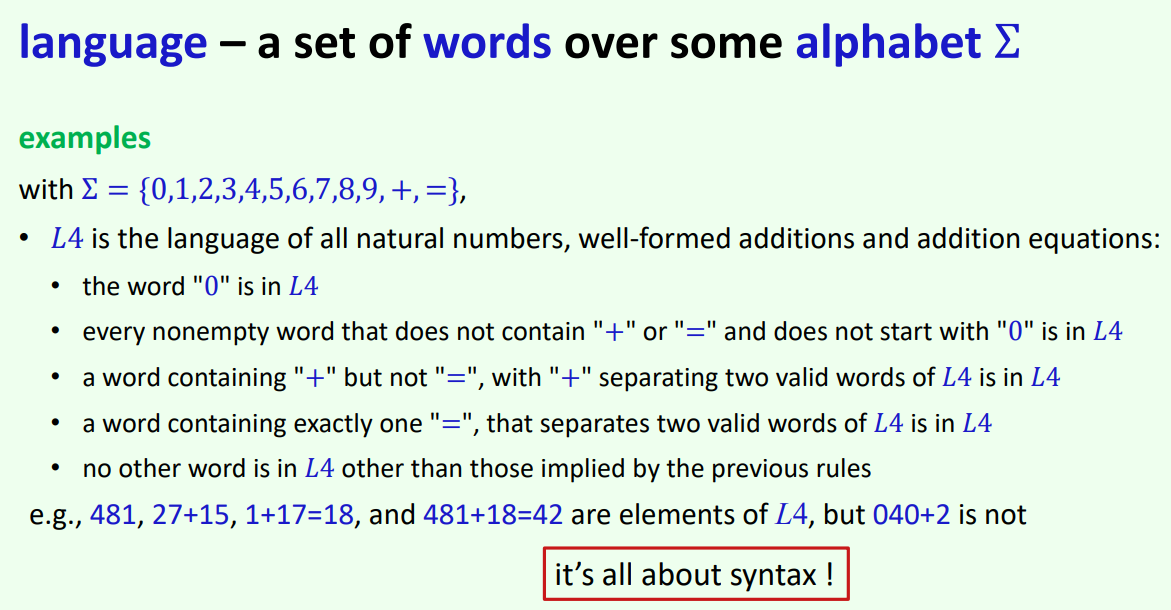 language – a set of words over some alphabet Σ
examples
with Σ = {0,1,2,3,4,5,6,7,8,9, +, =},
• L4 is the language of all natural numbers, well-formed additions and addition equations:
• the word "0" is in L4
• every nonempty word that does not contain "+" or "=" and does not start with "0" is in L4
• a word containing "+" but not "=", with "+" separating two valid words of L4 is in L4
• a word containing exactly one "=", that separates two valid words of L4 is in L4
• no other word is in L4 other than those implied by the previous rules
e.g., 481, 27+15, 1+17=18, and 481+18=42 are elements of L4, but 040+2 is not
it’s all about syntax !